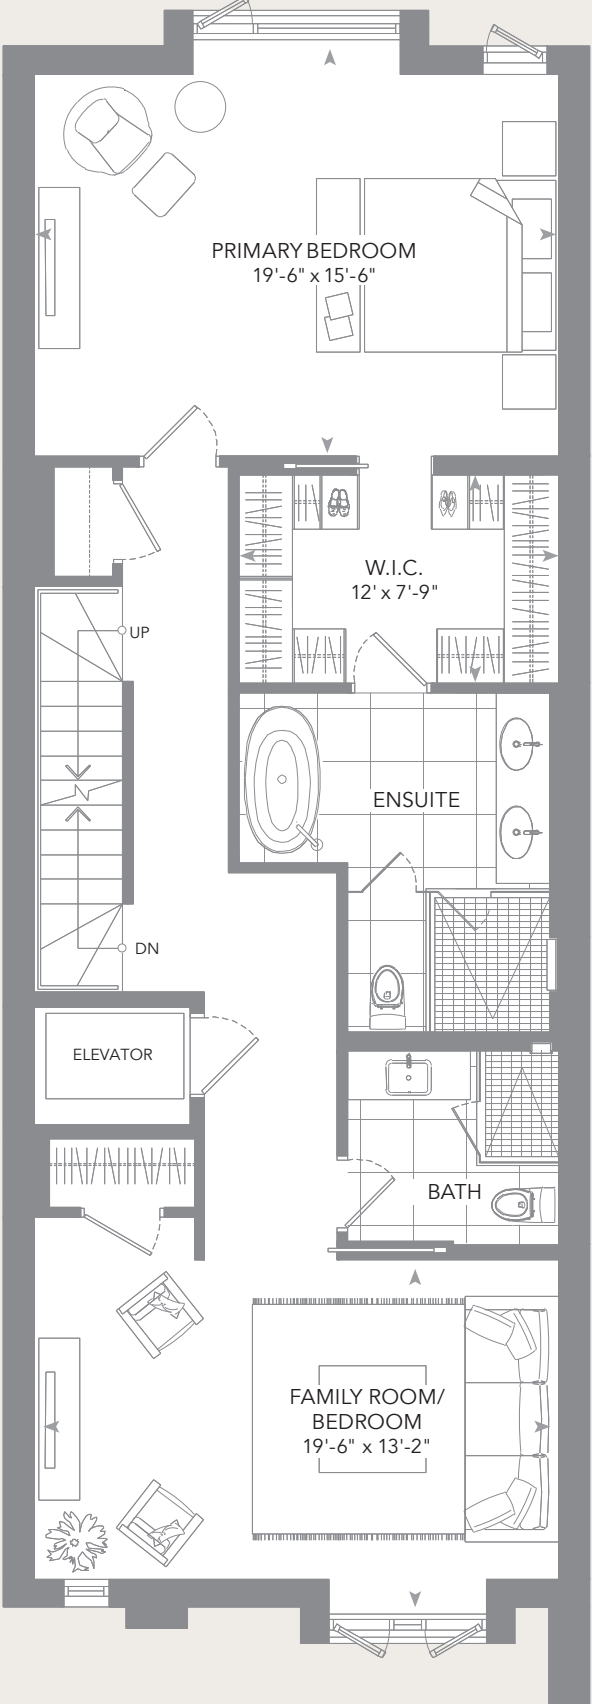 PRIMARY BEDROOM
19'-6" x 15'-6"
W.I.C.
12' x 7'-9"
UP
ENSUITE
DN
ELEVATOR
BATH
FAMILY ROOM/
BEDROOM
19'-6" x 13'-2"